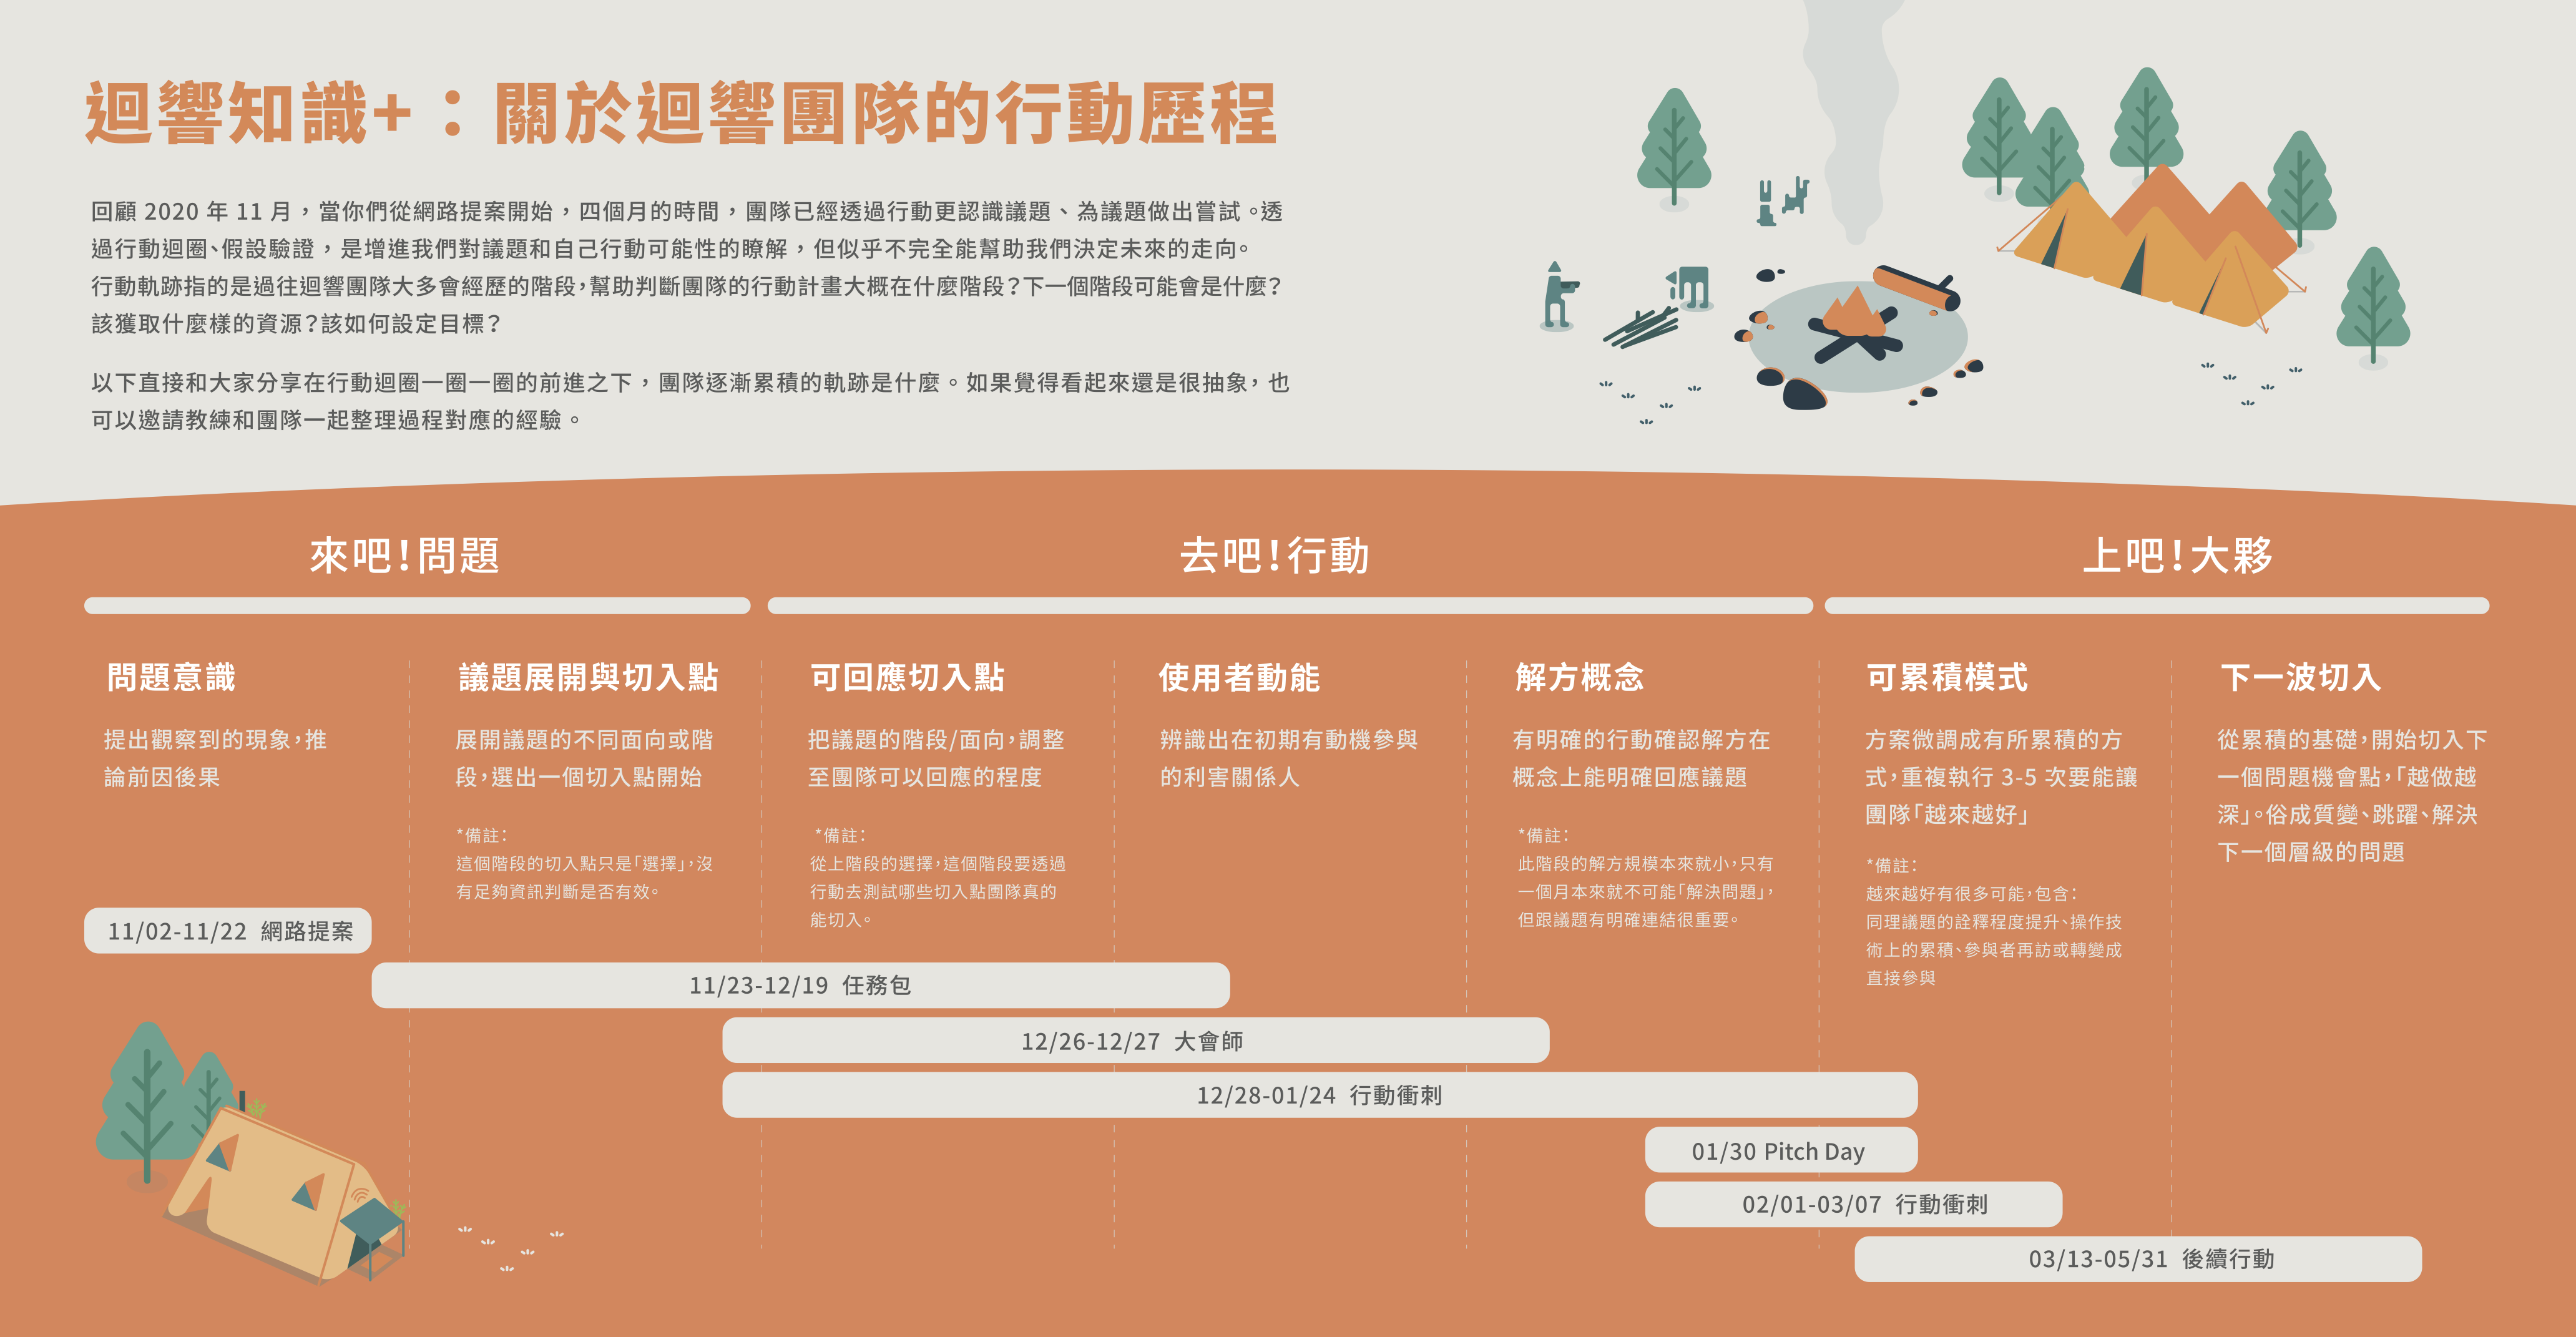 迴響知識+：關於迴響團隊的行動歷程
回顧 2020 年 11 月，當你們從網路提案開始，四個月的時間，團隊已經透過行動更認識議題、為議題做出嘗試。透
過行動迴圈、假設驗證，是增進我們對議題和自己行動可能性的瞭解，但似乎不完全能幫助我們決定未來的走向。
行動軌跡指的是過往迴響團隊大多會經歷的階段，幫助判斷團隊的行動計畫大概在什麼階段？下一個階段可能會是什麼？
該獲取什麼樣的資源？該如何設定目標？
以下直接和大家分享在行動迴圈一圈一圈的前進之下，團隊逐漸累積的軌跡是什麼。如果覺得看起來還是很抽象，也
可以邀請教練和團隊一起整理過程對應的經驗。
來吧！問題
去吧！行動
上吧！大夥
問題意識
提出觀察到的現象，推
論前因後果
議題展開與切入點
展開議題的不同面向或階
段，選出一個切入點開始
*備註：
這個階段的切入點只是「選擇」，沒
有足夠資訊判斷是否有效。
可回應切入點
把議題的階段/面向，調整
至團隊可以回應的程度
*備註：
從上階段的選擇，這個階段要透過
行動去測試哪些切入點團隊真的
能切入。
使用者動能
辨識出在初期有動機參與
的利害關係人
解方概念
有明確的行動確認解方在
概念上能明確回應議題
*備註：
此階段的解方規模本來就小，只有
一個月本來就不可能「解決問題」，
但跟議題有明確連結很重要。
可累積模式
方案微調成有所累積的方
式，重複執行 3-5 次要能讓
團隊「越來越好」
*備註：
越來越好有很多可能，包含：
同理議題的詮釋程度提升、操作技
術上的累積、參與者再訪或轉變成
直接參與
下一波切入
從累積的基礎，開始切入下
一個問題機會點，「越做越
深」。俗成質變、跳躍、解決
下一個層級的問題
11/02-11/22 網路提案
11/23-12/19 任務包
12/26-12/27 大會師
12/28-01/24 行動衝刺
01/30 Pitch Day
02/01-03/07 行動衝刺
03/13-05/31 後續行動